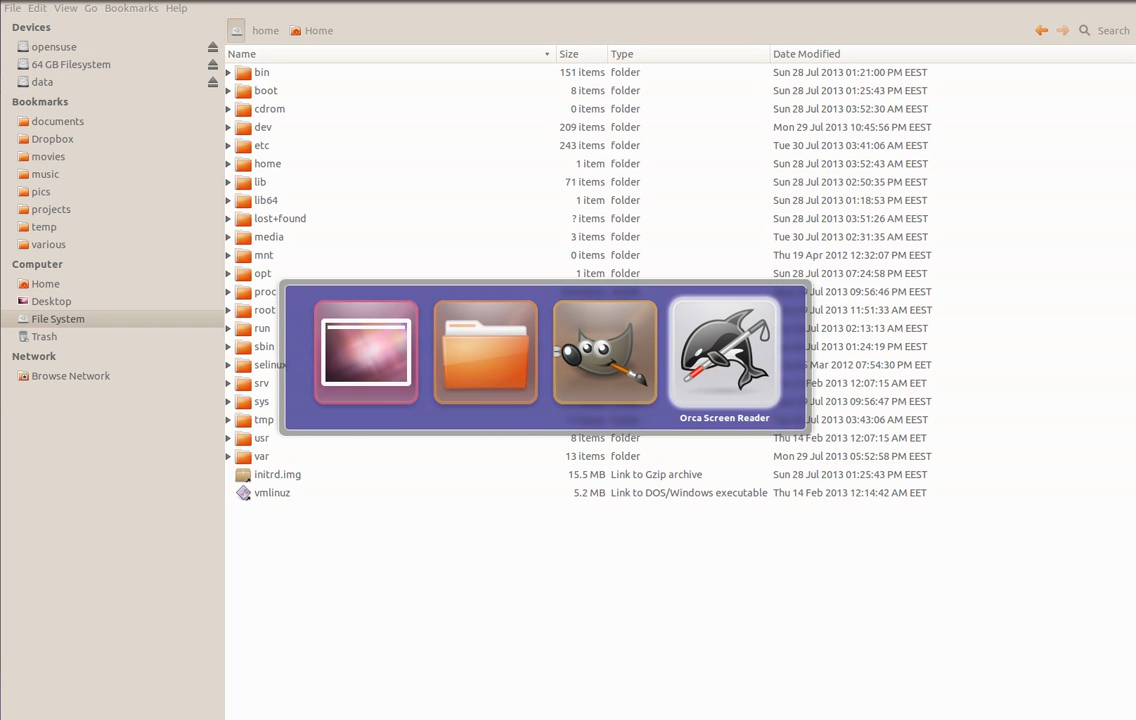 File Edit View Go Bookmarks Help
Devices
opensuse
64 GB Filesystem
data
Bookmarks
documents
Dropbox
movies
music
pics
projects
temp
various
Computer
Home
Desktop
File System
Trash
Network
Browse Network
home Home Search
Name Size Type Date Modified
bin 151 items folder Sun 28 Jul 2013 01:21:00 PM EEST
boot 8 items folder Sun 28 Jul 2013 01:25:43 PM EEST
cdrom 0 items folder Sun 28 Jul 2013 03:52:30 AM EEST
dev 209 items folder Mon 29 Jul 2013 10:45:56 PM EEST
etc 243 items folder Tue 30 Jul 2013 03:41:06 AM EEST
home 1 item folder Sun 28 Jul 2013 03:52:43 AM EEST
lib 71 items folder Sun 28 Jul 2013 02:50:35 PM EEST
lib64 1 item folder Sun 28 Jul 2013 01:18:53 PM EEST
lost+found ? items folder Sun 28 Jul 2013 03:51:26 AM EEST
media 3 items folder Tue 30 Jul 2013 02:31:35 AM EEST
mnt 0 items folder Thu 19 Apr 2012 12:32:07 PM EEST
opt 1 item folder Sun 28 Jul 2013 07:24:58 PM EEST
proc Jul 2013 09:56:46 PM EEST
root Jul 2013 11:51:33 AM EEST
run Jul 2013 02:13:13 AM EEST
sbin Jul 2013 01:24:19 PM EEST
selinux Mar 2012 07:54:30 PM EET
srv Feb 2013 12:07:15 AM EET
sys Jul 2013 09:56:47 PM EEST
tmp Jul 2013 03:43:06 AM EEST
Orca Screen Reader
usr 8 items folder Thu 14 Feb 2013 12:07:15 AM EET
var 13 items folder Mon 29 Jul 2013 05:52:58 PM EEST
initrd.img 15.5 MB Link to Gzip archive Sun 28 Jul 2013 01:25:43 PM EEST
vmlinuz 5.2 MB Link to DOS/Windows executable Thu 14 Feb 2013 12:14:42 AM EET